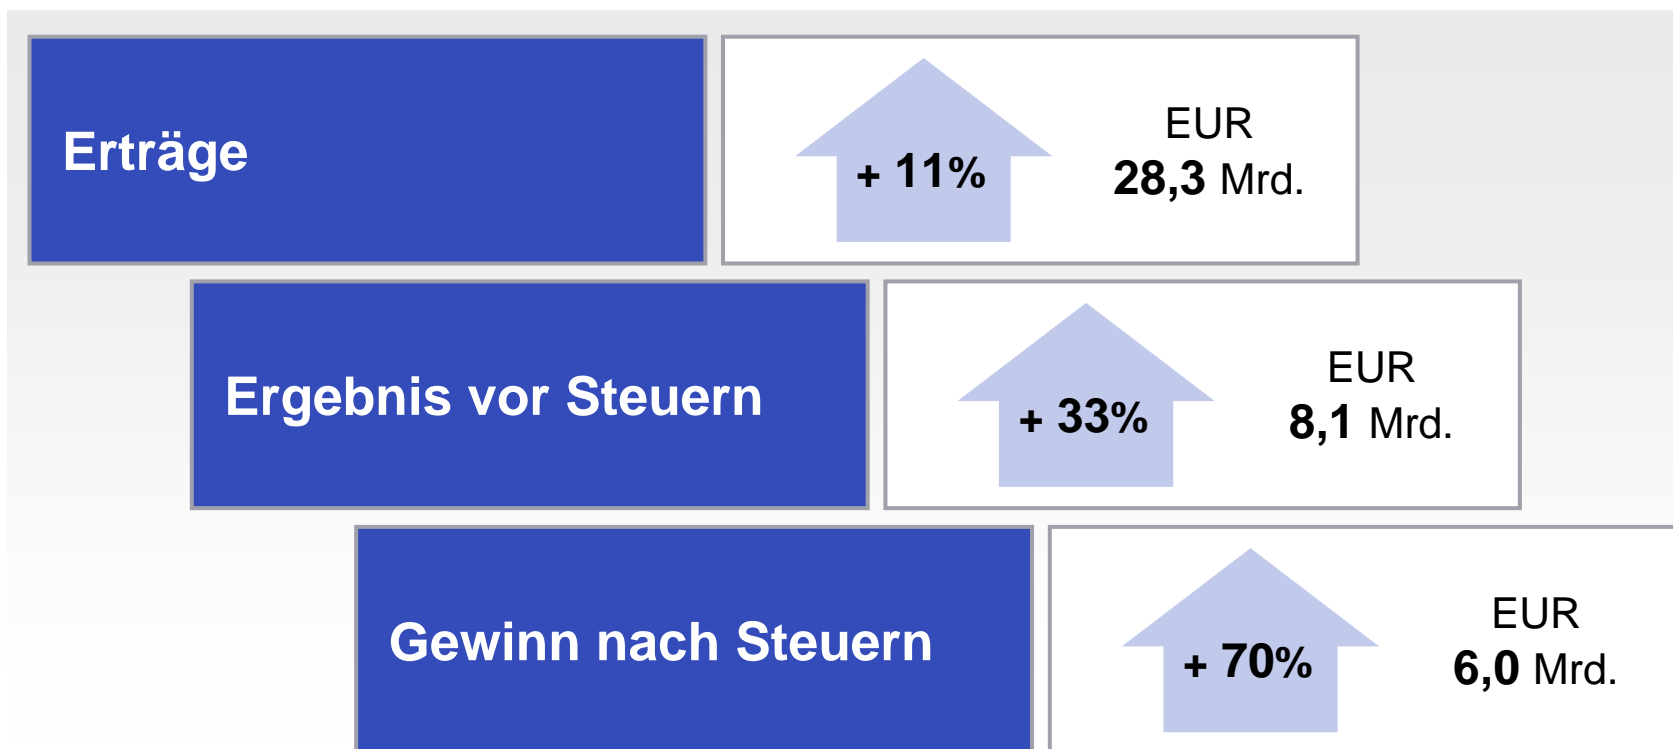 Erträge
+ 11%
EUR
28,3 Mrd.
Ergebnis vor Steuern
+ 33%
EUR
8,1 Mrd.
Gewinn nach Steuern
+ 70%
EUR
6,0 Mrd.